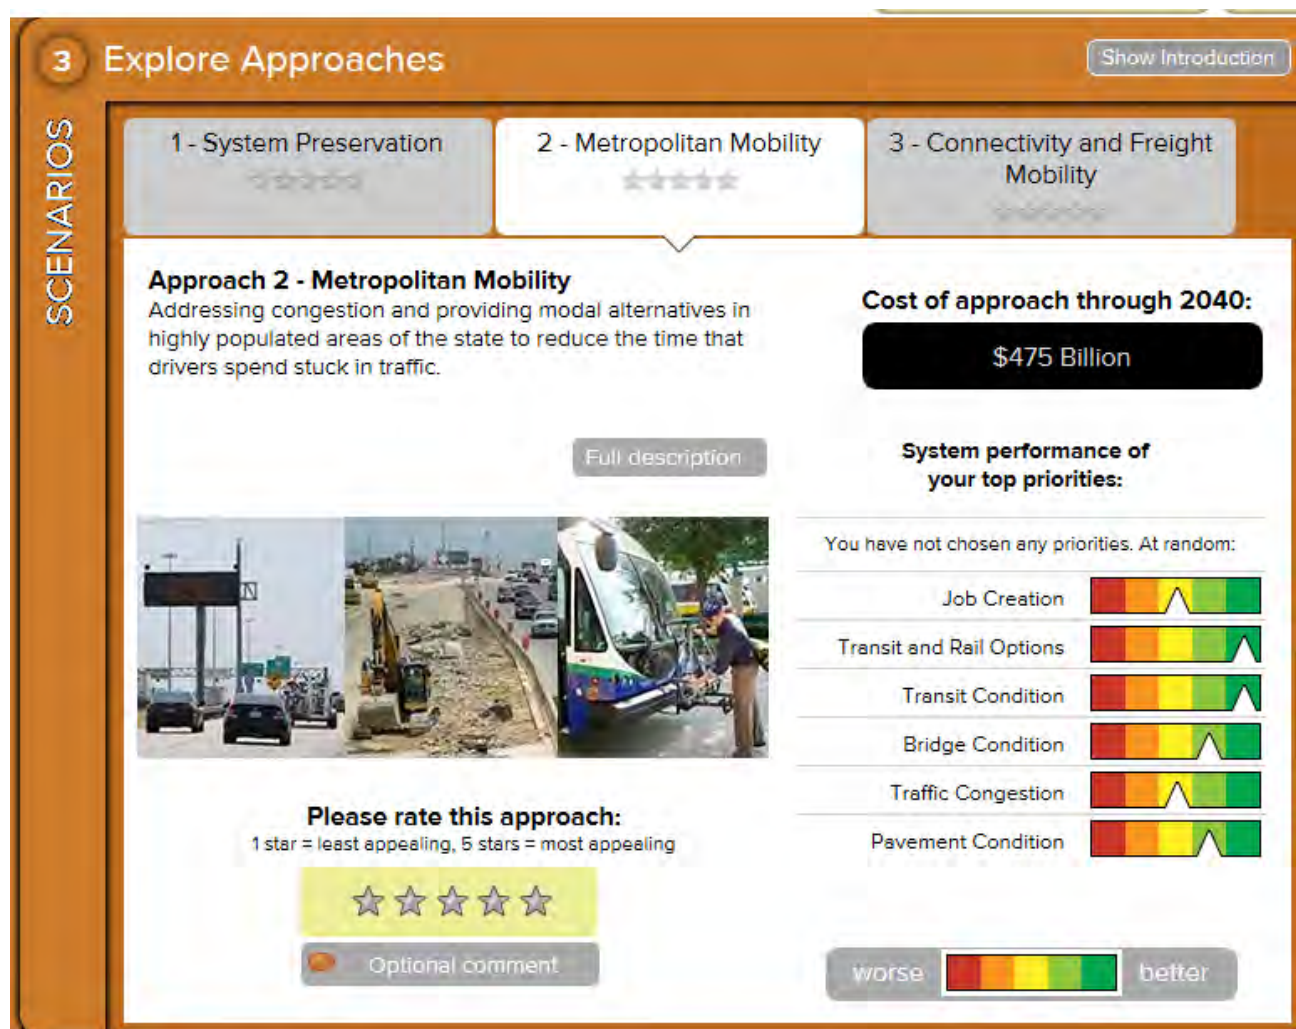 3 Explore Approaches
Show Introduction
SCENARIOS
1 - System Preservation
2 - Metropolitan Mobility
3 - Connectivity and Freight
Mobility
Approach 2 - Metropolitan Mobility
Addressing congestion and providing modal alternatives in
highly populated areas of the state to reduce the time that
drivers spend stuck in traffic.
Full description
Cost of approach through 2040:
$475 Billion
System performance of
your top priorities:
You have not chosen any priorities. At random:
Job Creation
Transit and Rail Options
Transit Condition
Bridge Condition
Traffic Congestion
Pavement Condition
Please rate this approach:
1 star = least appealing, 5 stars = most appealing
Optional comment
worse
better